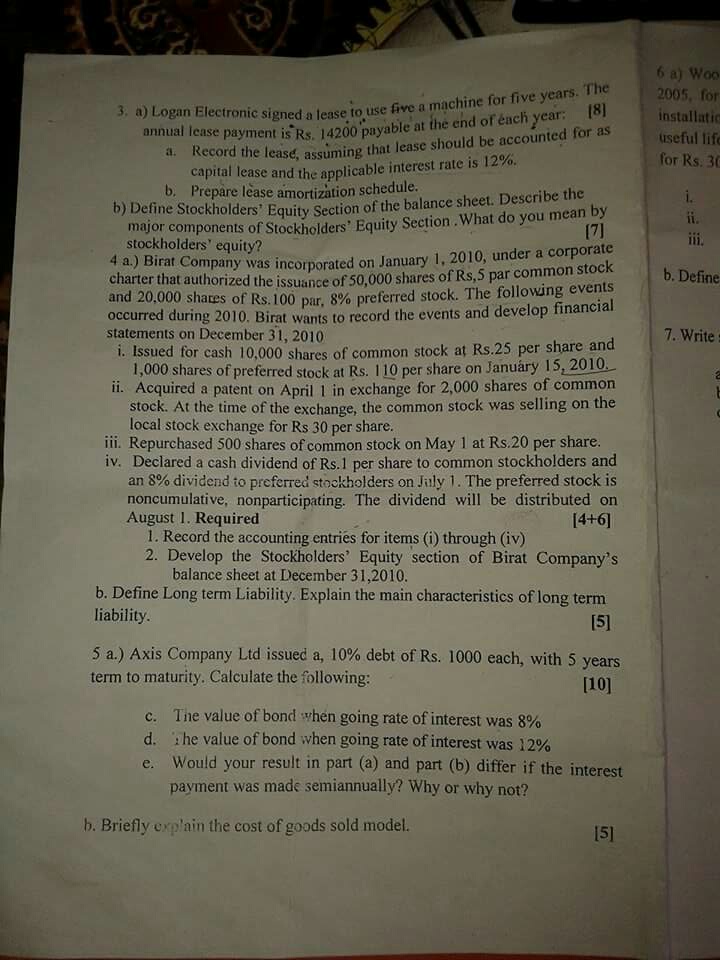 3. a) Logan Electronic signed a lease to use five a machine for five years. The
annual lease payment is Rs. 14200 payable at the end of each year: [8]
a. Record the lease, assuming that lease should be accounted for as
capital lease and the applicable interest rate is 12%.
b. Prepare lease amortization schedule.
b) Define Stockholders' Equity Section of the balance sheet. Describe the
major components of Stockholders' Equity Section .What do you mean by
stockholders' equity? [7]
4 a.) Birat Company was incorporated on January 1, 2010, under a corporate
charter that authorized the issuance of 50,000 shares of Rs,5 par common stock
and 20,000 shares of Rs.100 par, 8% preferred stock. The following events
occurred during 2010. Birat wants to record the events and develop financial
statements on December 31, 2010
i. Issued for cash 10,000 shares of common stock at Rs.25 per share and
1,000 shares of preferred stock at Rs. 110 per share on January 15, 2010.
ii. Acquired a patent on April 1 in exchange for 2,000 shares of common
stock. At the time of the exchange, the common stock was selling on the
local stock exchange for Rs 30 per share.
iii. Repurchased 500 shares of common stock on May 1 at Rs.20 per share.
iv. Declared a cash dividend of Rs.1 per share to common stockholders and
an 8% dividend to preferred stockholders on July 1. The preferred stock is
noncumulative, nonparticipating. The dividend will be distributed on
August 1. Required [4+6]
1. Record the accounting entries for items (i) through (iv)
2. Develop the Stockholders' Equity section of Birat Company's
balance sheet at December 31,2010.
b. Define Long term Liability. Explain the main characteristics of long term
liability. [5]
5 a.) Axis Company Ltd issued a, 10% debt of Rs. 1000 each, with 5 years
term to maturity. Calculate the following: [10]
c. The value of bond when going rate of interest was 8%
d. The value of bond when going rate of interest was 12%
e. Would your result in part (a) and part (b) differ if the interest
payment was made semiannually? Why or why not?
b. Briefly explain the cost of goods sold model. [5]
6 a) Woo
2005, for
installatio
useful life
for Rs. 30
i.
ii.
iii.
b. Define
7. Write